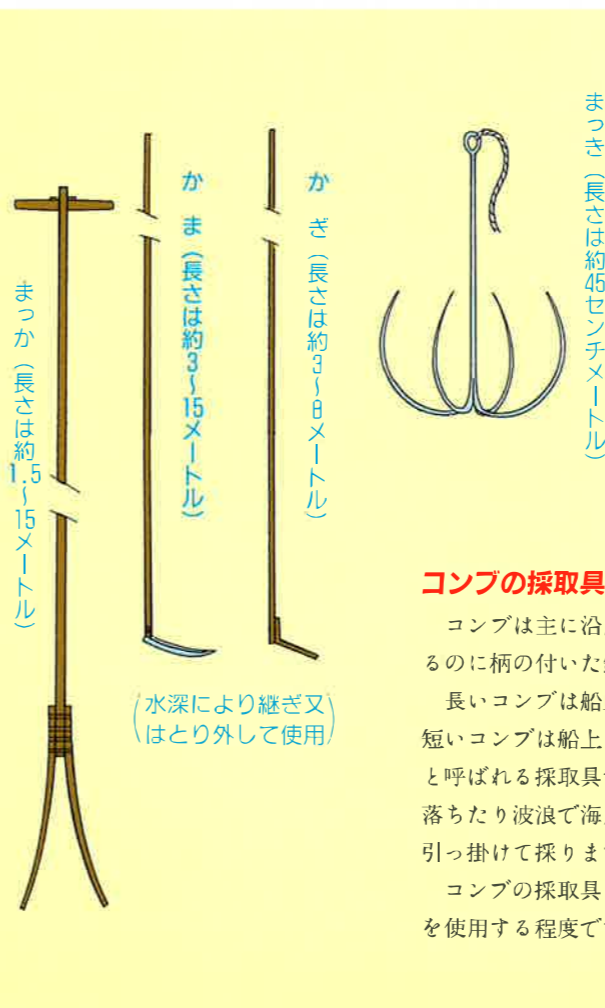 まっき（長さは約45センチメートル）
かぎ（長さは約3～8メートル）
かま（長さは約3～15メートル）
まっか（長さは約1.5～15メートル）
（水深により継ぎ又
はとり外して使用）
コンブの採取具
コンブは主に沿
るのに柄の付いた
長いコンブは船
短いコンブは船上
と呼ばれる採取具
落ちたり波浪で海
引っ掛けて採りま
コンブの採取具
を使用する程度で